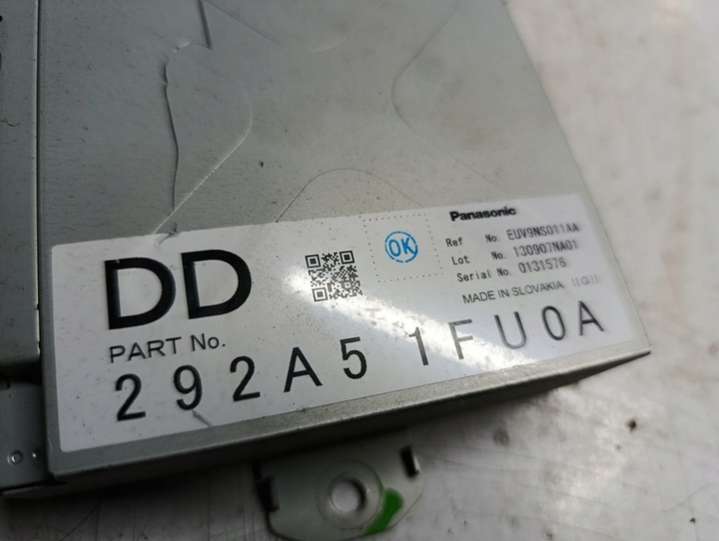 DD
PART No.
292A5 1FU0A
OK
Panasonic
Ref No. EUV9NS011AA
Lot No. 130907NA01
Serial No. 0131576
MADE IN SLOVAKIA